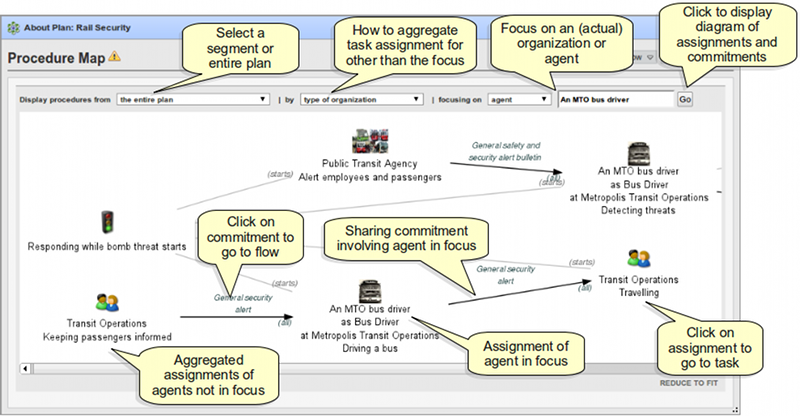 About Plan: Rail Security
Procedure Map
Select a
segment or
entire plan
How to aggregate
task assignment for
other than the focus
Focus on an (actual)
organization or
agent
Click to display
diagram of
assignments and
commitments
Display procedures from the entire plan | by type of organization | focusing on agent An MTO bus driver Go
Public Transit Agency
Alert employees and passengers
General safety and
security alert bulletin
(all)
An MTO bus driver
as Bus Driver
at Metropolis Transit Operations
Detecting threats
(starts)
(starts)
Responding while bomb threat starts
Click on
commitment to
go to flow
Sharing commitment
involving agent in focus
(starts)
(starts)
Transit Operations
Keeping passengers informed
General security
alert
(all)
An MTO bus driver
as Bus Driver
at Metropolis Transit Operations
Driving a bus
General security
alert
(all)
Transit Operations
Travelling
Aggregated
assignments of
agents not in focus
Assignment of
agent in focus
Click on
assignment to
go to task
REDUCE TO FIT